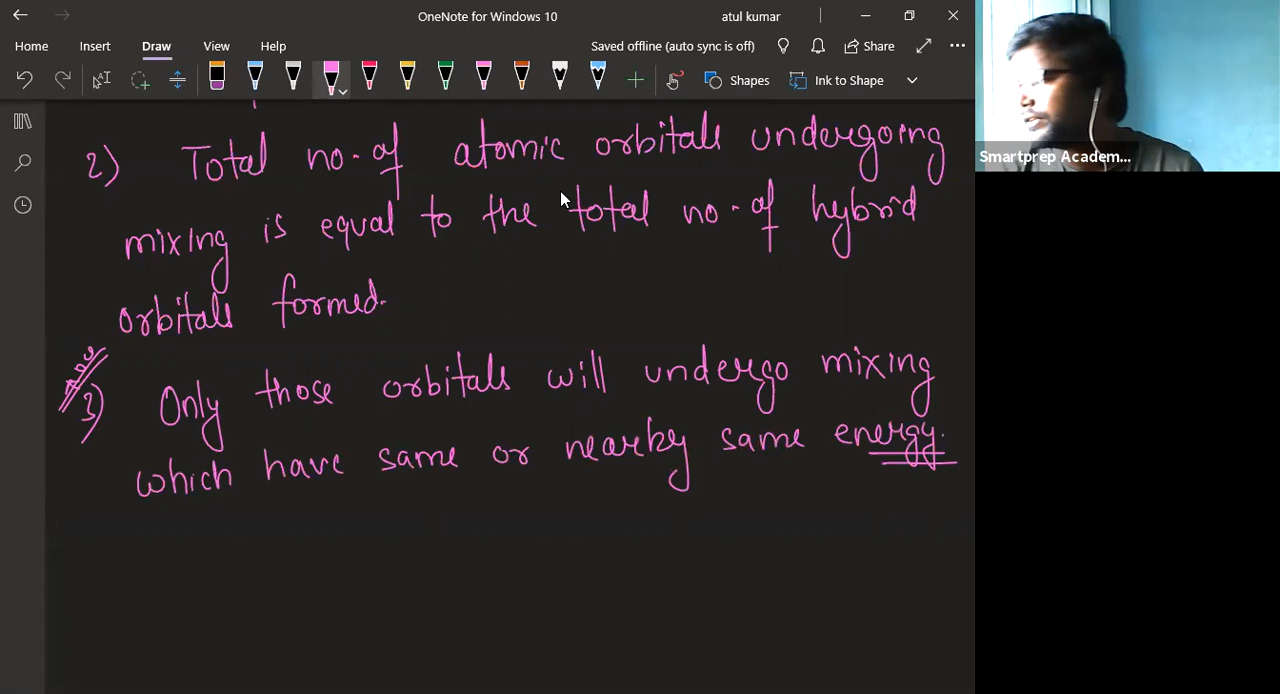 OneNote for Windows 10
atul kumar
Home Insert Draw View Help
Saved offline (auto sync is off)
Share
Shapes
Ink to Shape
Smartprep Academ...
2) Total no. of atomic orbitals undergoing
mixing is equal to the total no. of hybrid
orbitals formed.
3) Only those orbitals will undergo mixing
which have same or nearby same energy.